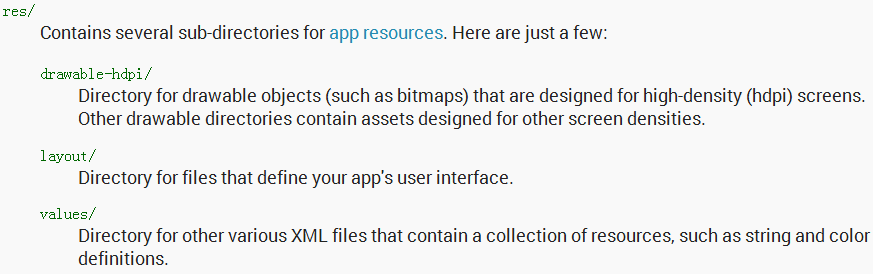 res/
Contains several sub-directories for app resources. Here are just a few:
drawable-hdpi/
Directory for drawable objects (such as bitmaps) that are designed for high-density (hdpi) screens.
Other drawable directories contain assets designed for other screen densities.
layout/
Directory for files that define your app's user interface.
values/
Directory for other various XML files that contain a collection of resources, such as string and color
definitions.